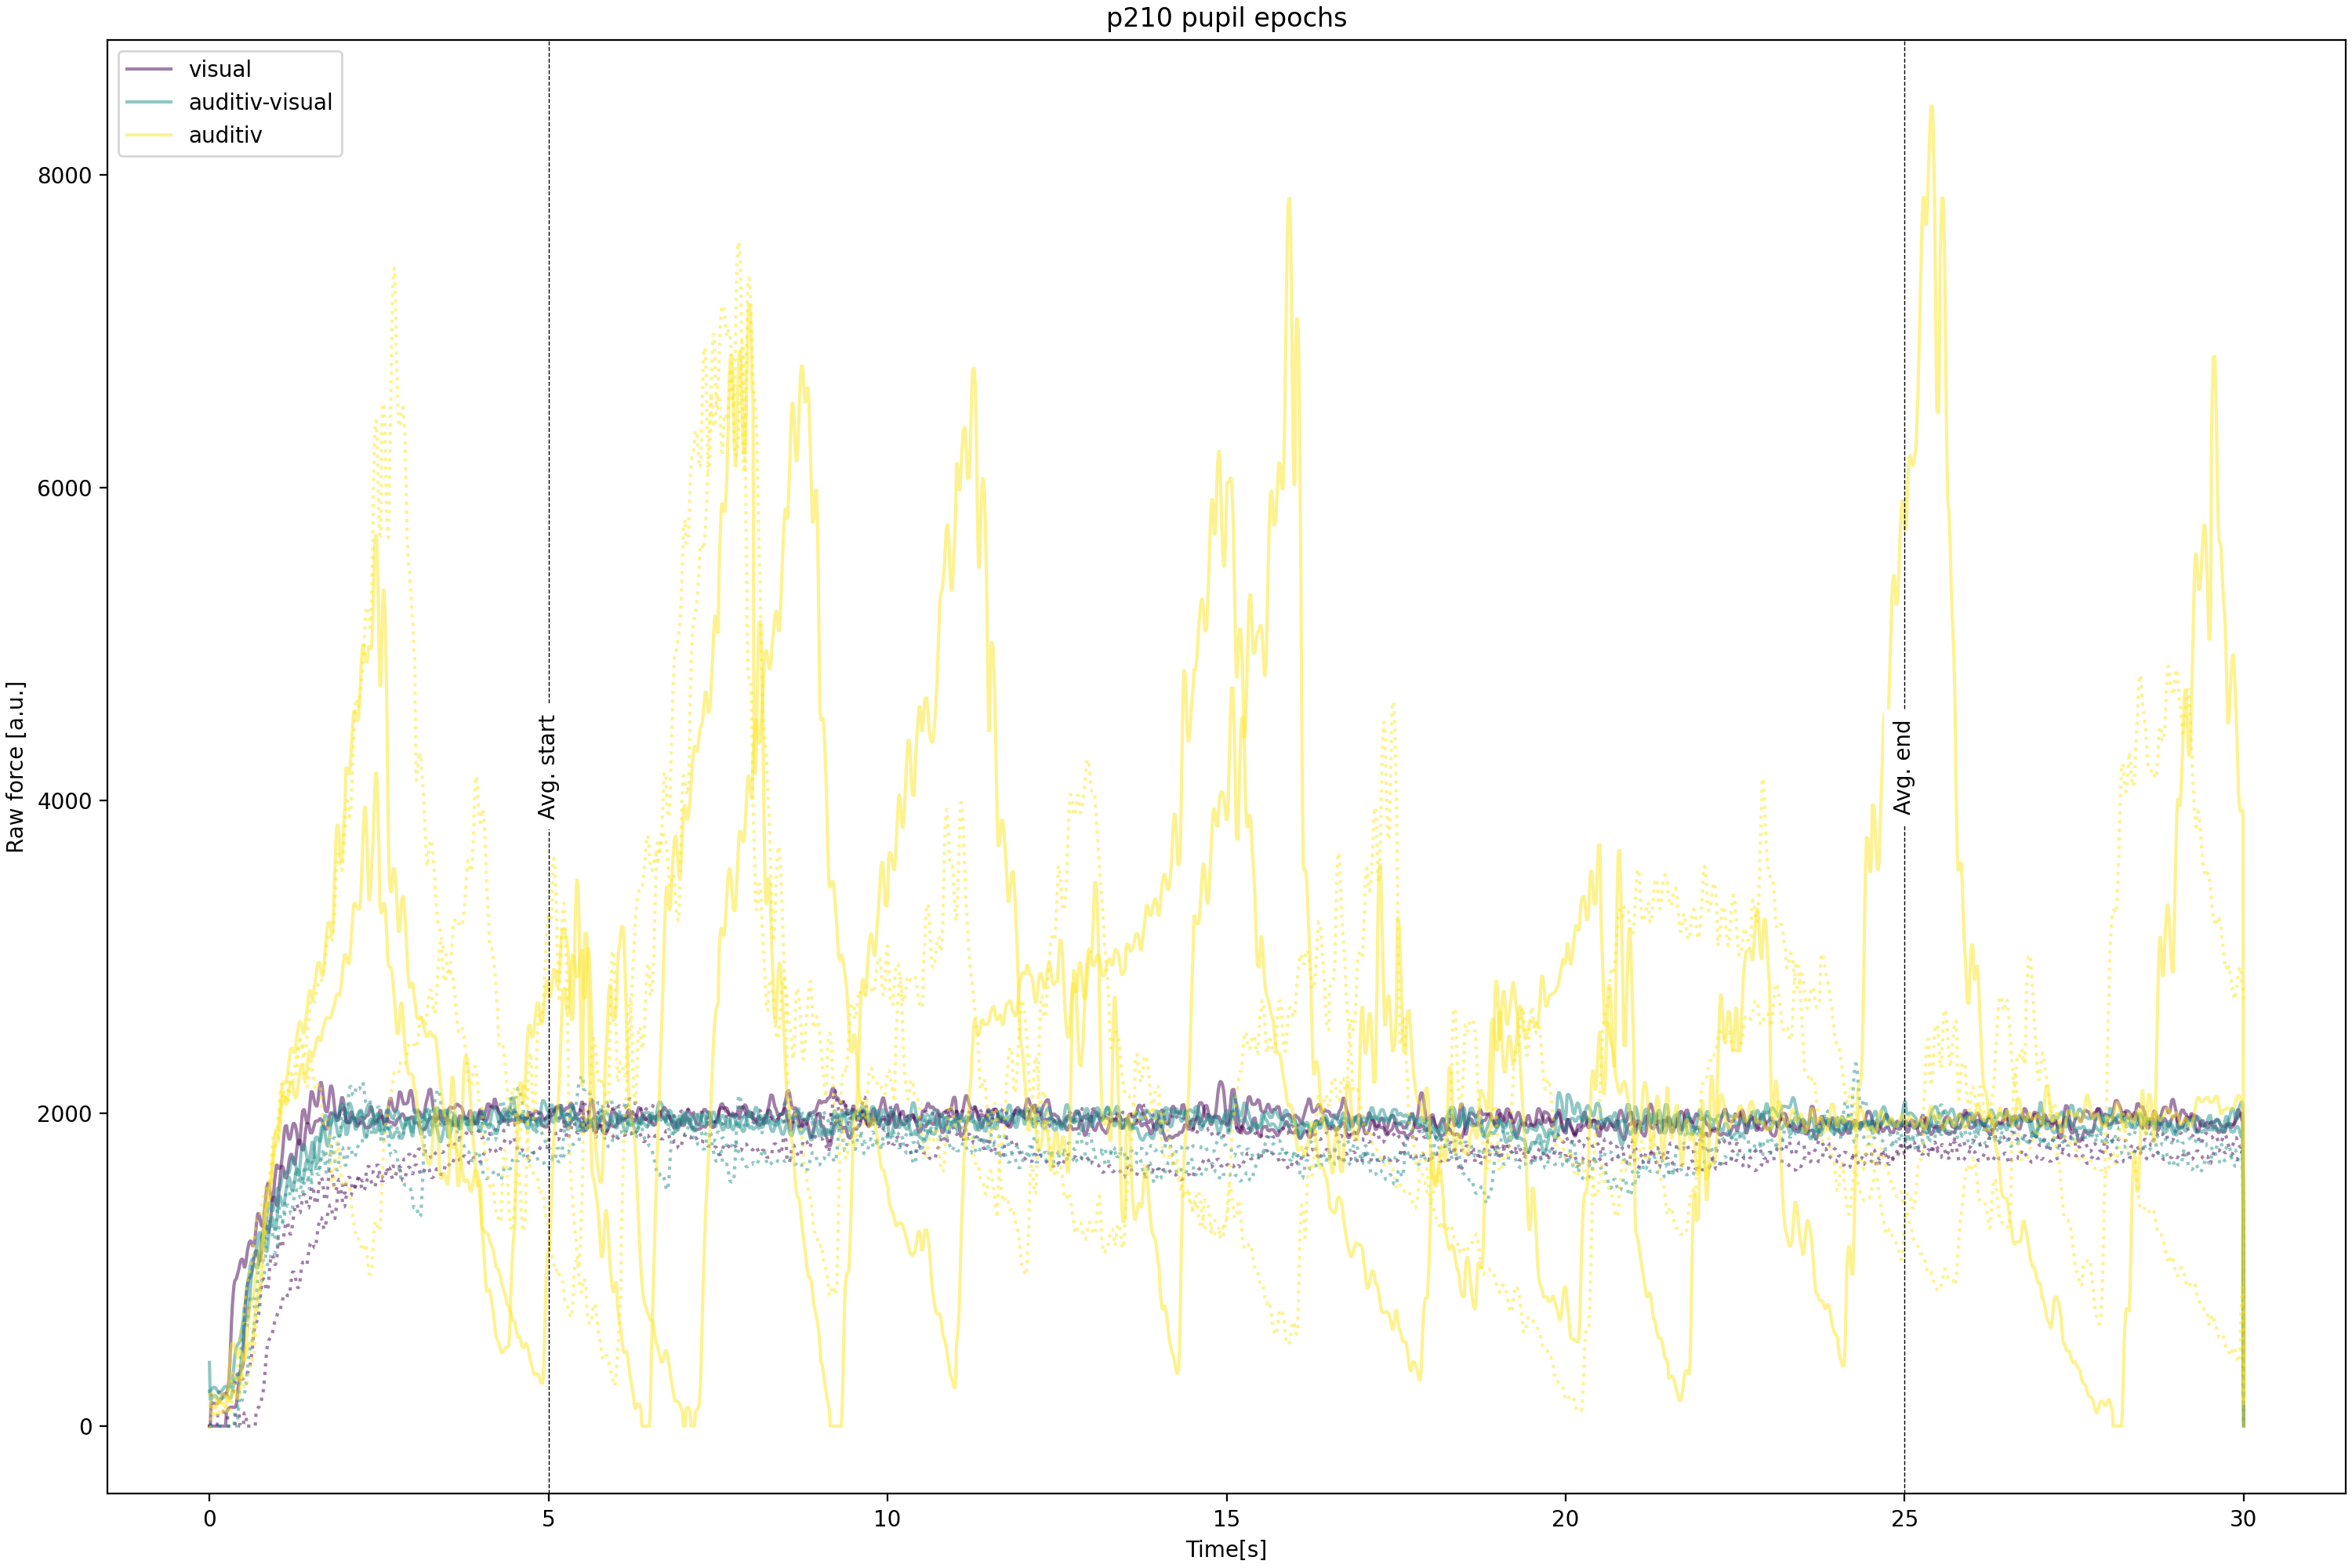 p210 pupil epochs
visual
auditiv-visual
auditiv
8000
6000
4000
2000
0
Raw force [a.u.]
Avg. start
Avg. end
0
5
10
15
20
25
30
Time[s]